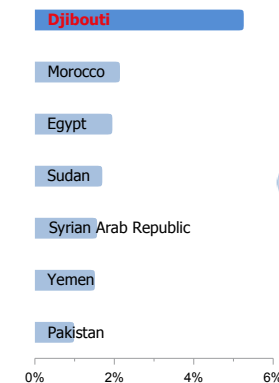 Djibouti
Morocco
Egypt
Sudan
Syrian Arab Republic
Yemen
Pakistan
0% 2% 4% 6%